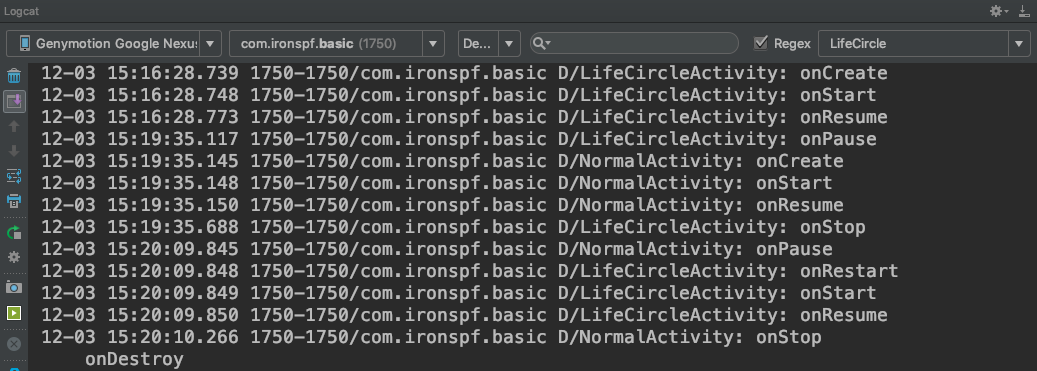 Logcat
Genymotion Google Nexu com.ironspf.basic (1750) De... Regex LifeCircle
12-03 15:16:28.739 1750-1750/com.ironspf.basic D/LifeCircleActivity: onCreate
12-03 15:16:28.748 1750-1750/com.ironspf.basic D/LifeCircleActivity: onStart
12-03 15:16:28.773 1750-1750/com.ironspf.basic D/LifeCircleActivity: onResume
12-03 15:19:35.117 1750-1750/com.ironspf.basic D/LifeCircleActivity: onPause
12-03 15:19:35.145 1750-1750/com.ironspf.basic D/NormalActivity: onCreate
12-03 15:19:35.148 1750-1750/com.ironspf.basic D/NormalActivity: onStart
12-03 15:19:35.150 1750-1750/com.ironspf.basic D/NormalActivity: onResume
12-03 15:19:35.688 1750-1750/com.ironspf.basic D/LifeCircleActivity: onStop
12-03 15:20:09.845 1750-1750/com.ironspf.basic D/NormalActivity: onPause
12-03 15:20:09.848 1750-1750/com.ironspf.basic D/LifeCircleActivity: onRestart
12-03 15:20:09.849 1750-1750/com.ironspf.basic D/LifeCircleActivity: onStart
12-03 15:20:09.850 1750-1750/com.ironspf.basic D/LifeCircleActivity: onResume
12-03 15:20:10.266 1750-1750/com.ironspf.basic D/NormalActivity: onStop
onDestroy